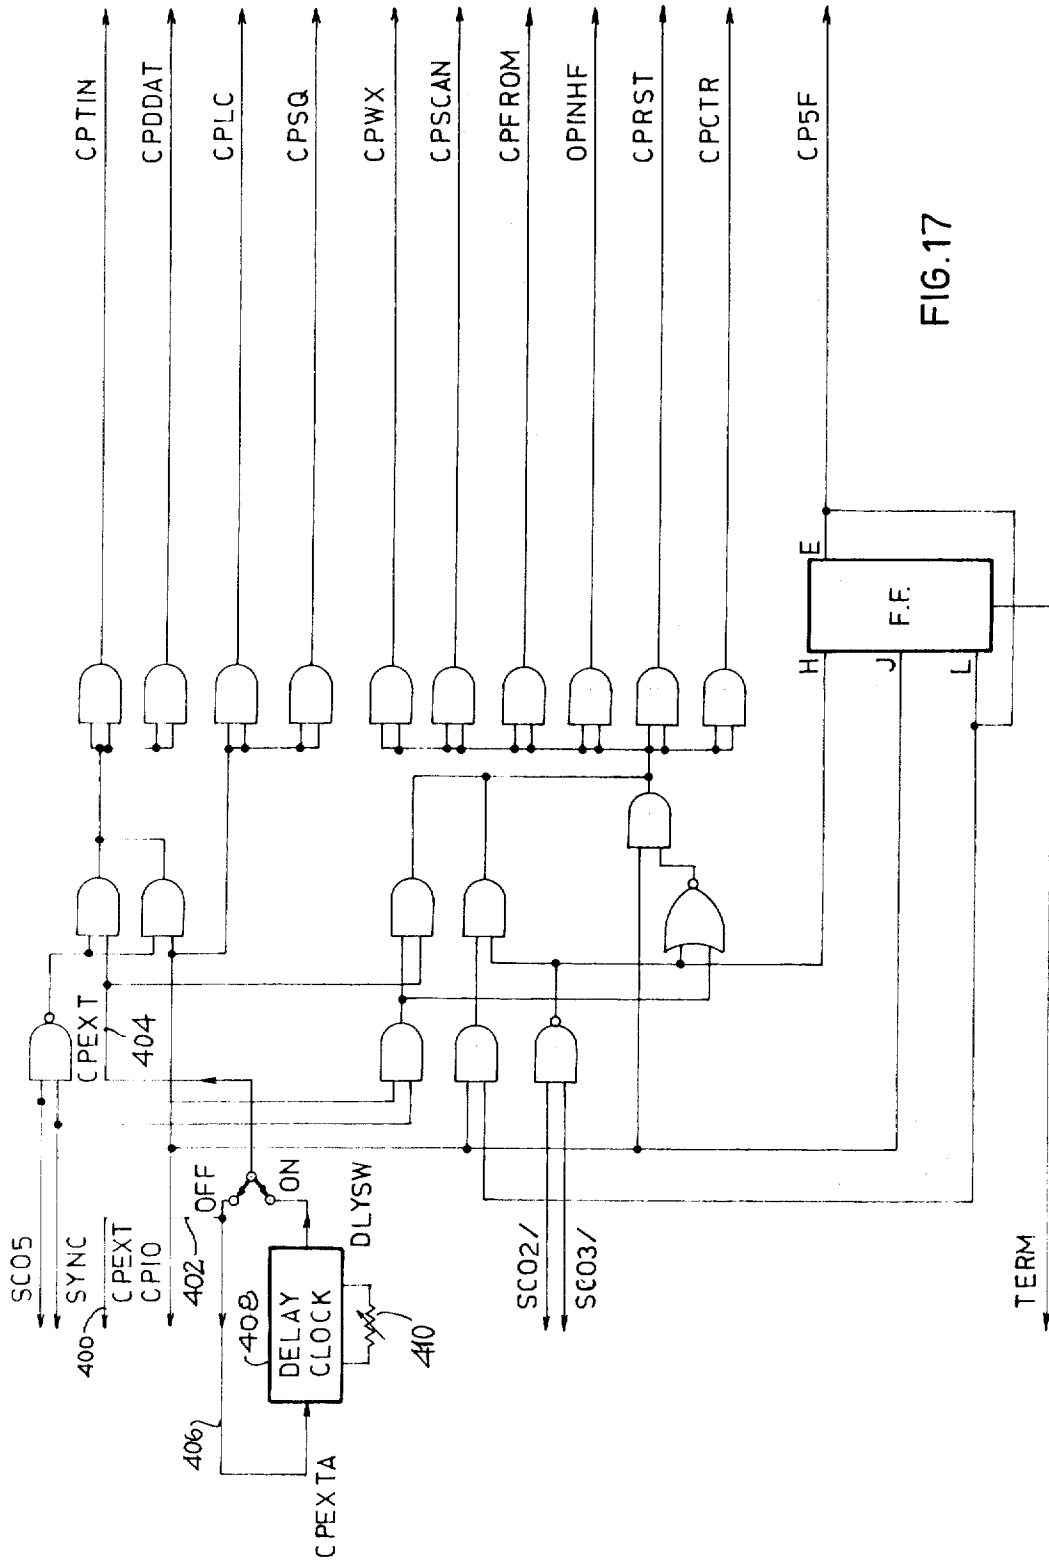 CPTIN
CPDDAT
CPLC
CPSQ
CPWX
CPSCAN
CPFROM
OPINHF
CPRST
CPCTR
CP5F
FIG.17
H
E
F.F.
J
L
SC05
SYNC
400
CPEXT
CPIO
402
OFF
ON
CPEXT
404
406
408
DELAY
CLOCK
DLYSW
410
CPEXTA
SC02/
SC03/
TERM